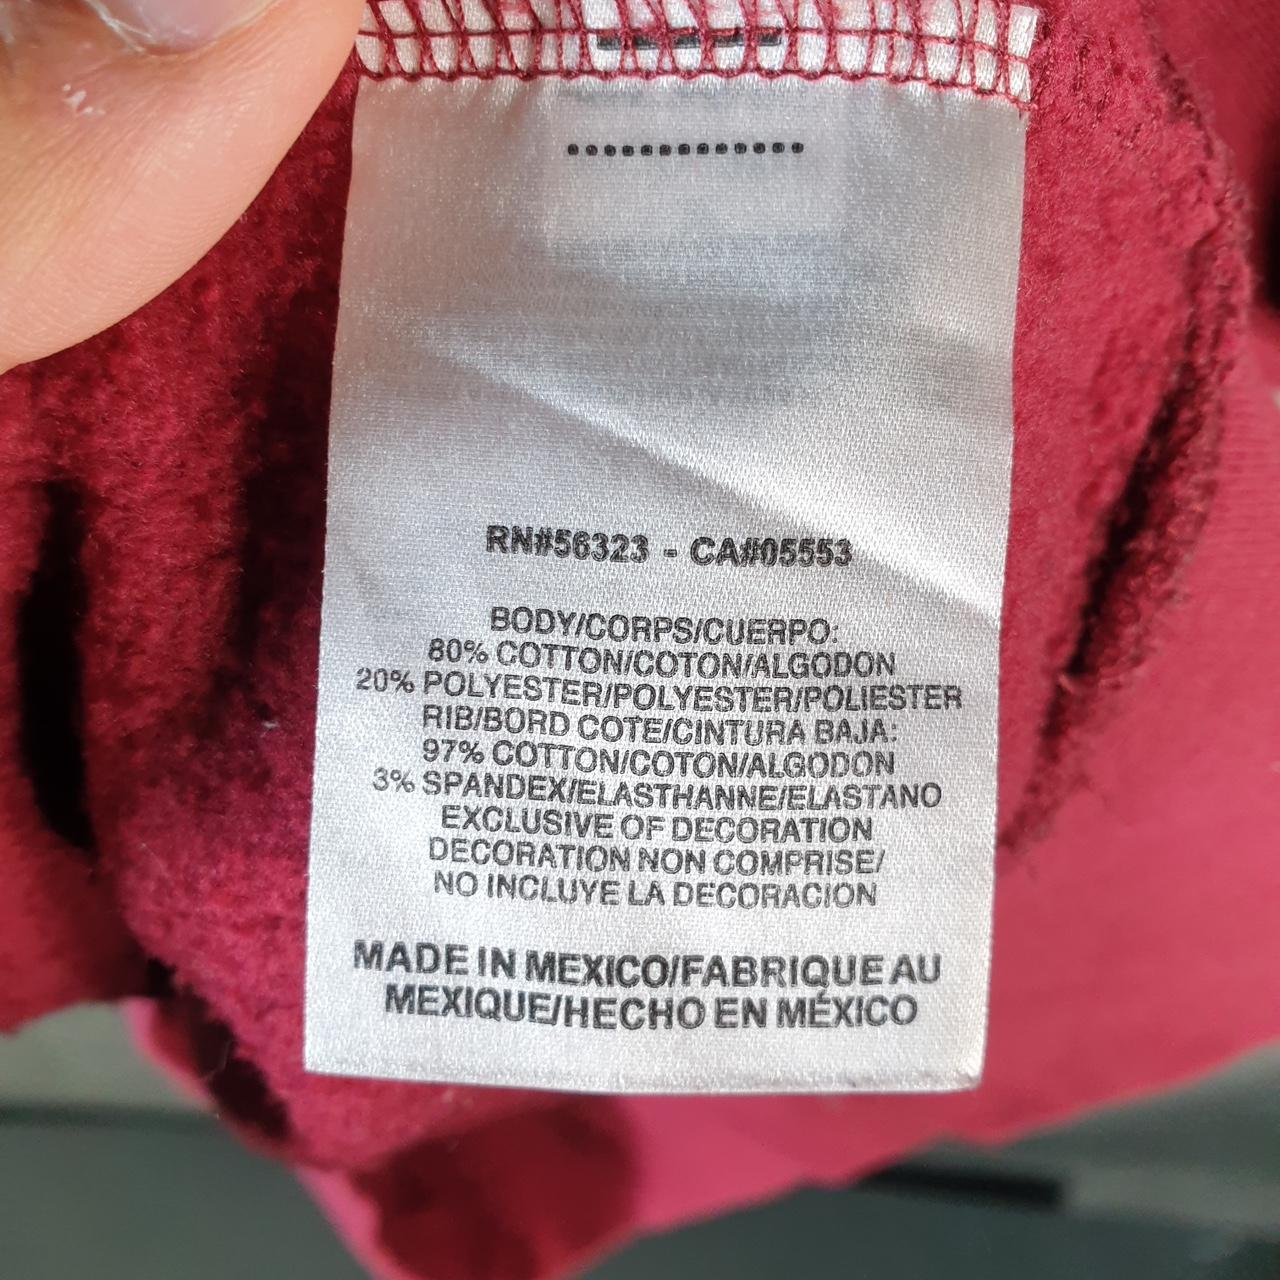 RN#56323 - CA#05553
BODY/CORPS/CUERPO:
80% COTTON/COTON/ALGODON
20% POLYESTER/POLYESTER/POLIESTER
RIB/BORD COTE/CINTURA BAJA:
97% COTTON/COTON/ALGODON
3% SPANDEX/ELASTHANNE/ELASTANO
EXCLUSIVE OF DECORATION
DECORATION NON COMPRISE/
NO INCLUYE LA DECORACION
MADE IN MEXICO/FABRIQUE AU
MEXIQUE/HECHO EN MÉXICO